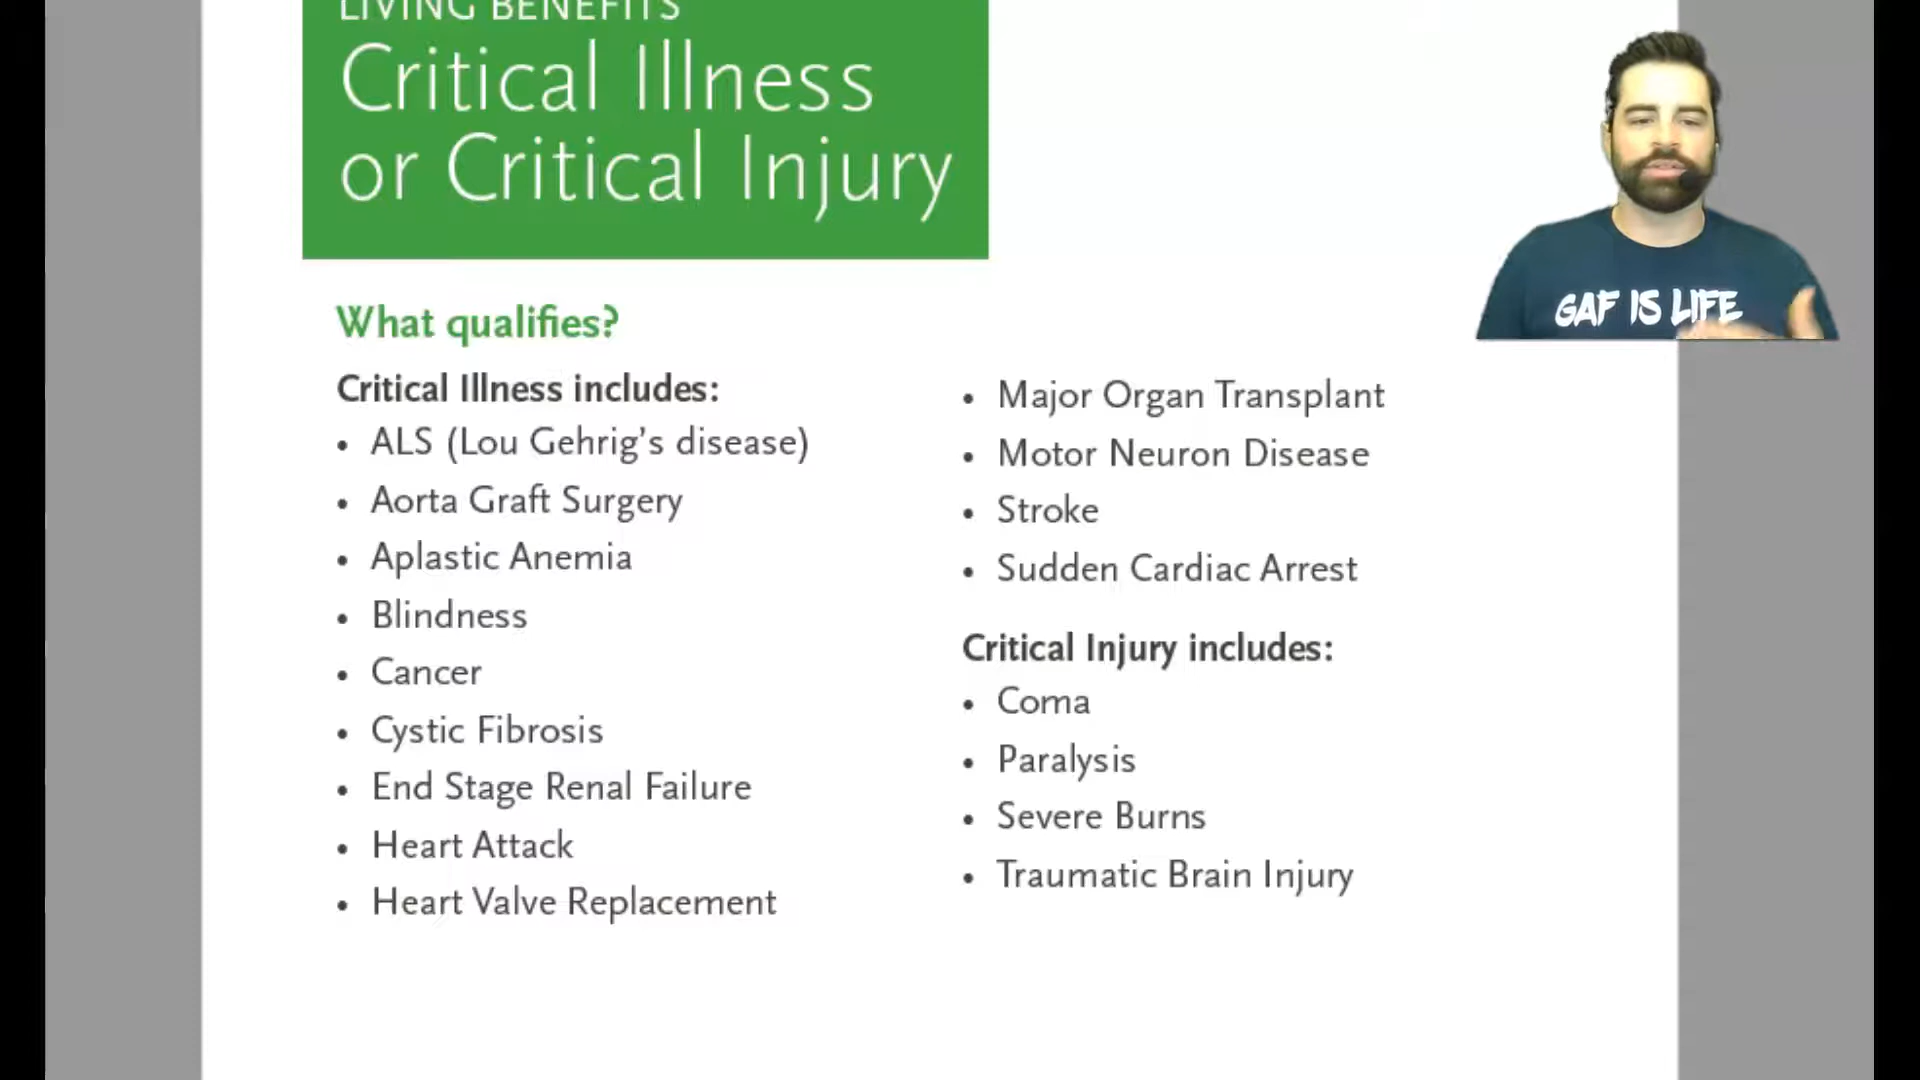 LIVING BENEFITS
Critical Illness
or Critical Injury
What qualifies?
Critical Illness includes:
• ALS (Lou Gehrig's disease)
• Aorta Graft Surgery
• Aplastic Anemia
• Blindness
• Cancer
• Cystic Fibrosis
• End Stage Renal Failure
• Heart Attack
• Heart Valve Replacement
• Major Organ Transplant
• Motor Neuron Disease
• Stroke
• Sudden Cardiac Arrest
Critical Injury includes:
• Coma
• Paralysis
• Severe Burns
• Traumatic Brain Injury
GAF IS LIFE